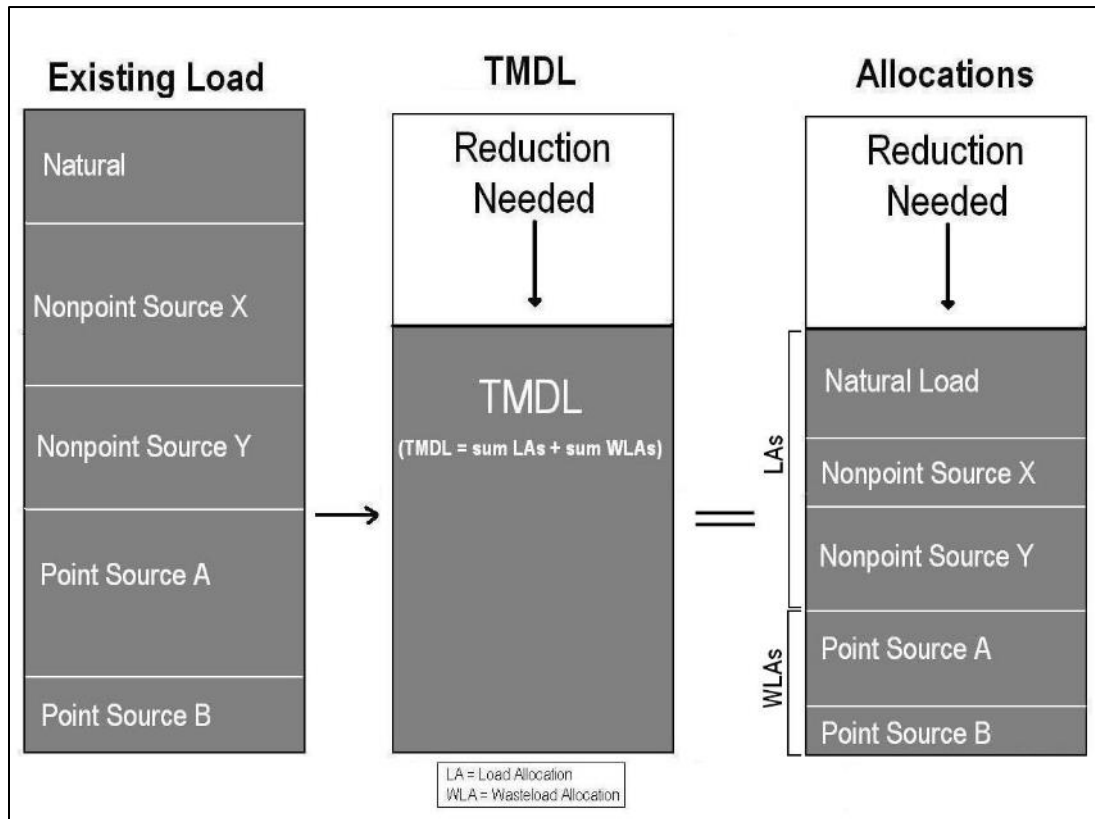 Existing Load
Natural
Nonpoint Source X
Nonpoint Source Y
Point Source A
Point Source B
TMDL
Reduction
Needed
TMDL
(TMDL = sum LAs + sum WLAs)
Allocations
Reduction
Needed
LAs
Natural Load
Nonpoint Source X
Nonpoint Source Y
WLAs
Point Source A
Point Source B
LA = Load Allocation
WLA = Wasteload Allocation